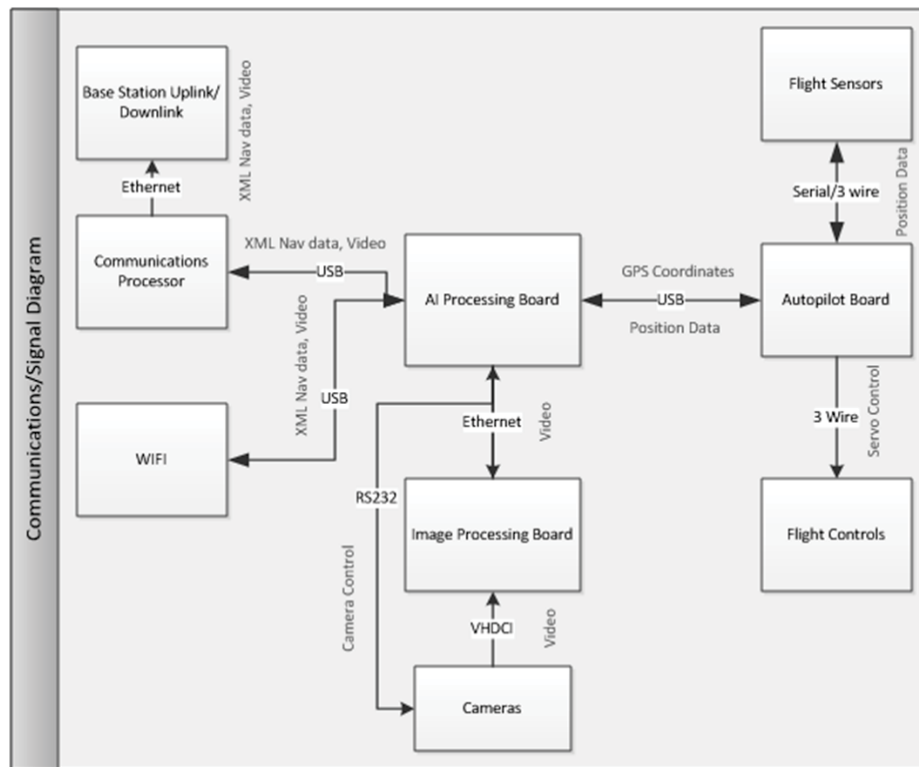 Communications/Signal Diagram
Base Station Uplink/
Downlink
XML Nav data, Video
Ethernet
Communications
Processor
XML Nav data, Video
USB
XML Nav data, Video
USB
WIFI
AI Processing Board
GPS Coordinates
USB
Position Data
Flight Sensors
Serial/3 wire
Position Data
Autopilot Board
3 Wire
Servo Control
Flight Controls
Ethernet
Video
RS232
Camera Control
Image Processing Board
VHDCI
Video
Cameras